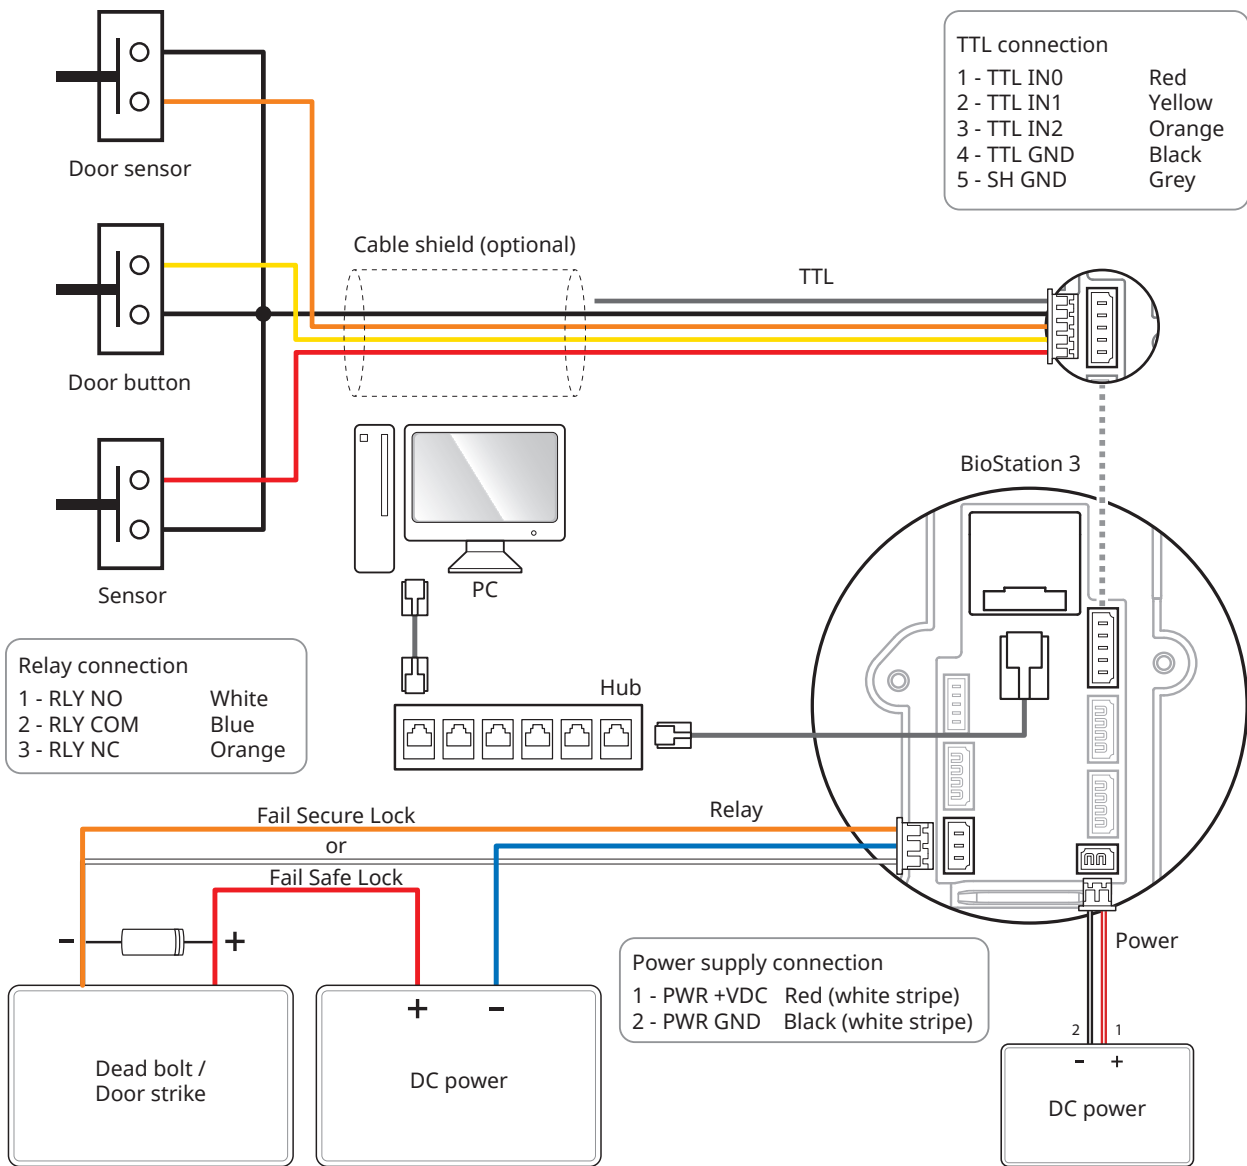 TTL connection
1 - TTL IN0 Red
2 - TTL IN1 Yellow
3 - TTL IN2 Orange
4 - TTL GND Black
5 - SH GND Grey
Door sensor
Cable shield (optional)
TTL
Door button
BioStation 3
PC
Sensor
Relay connection
1 - RLY NO White
2 - RLY COM Blue
3 - RLY NC Orange
Hub
Fail Secure Lock
Relay
or
Fail Safe Lock
- +
Power
Power supply connection
1 - PWR +VDC Red (white stripe)
2 - PWR GND Black (white stripe)
+ -
2 1
- +
Dead bolt /
Door strike
DC power
DC power